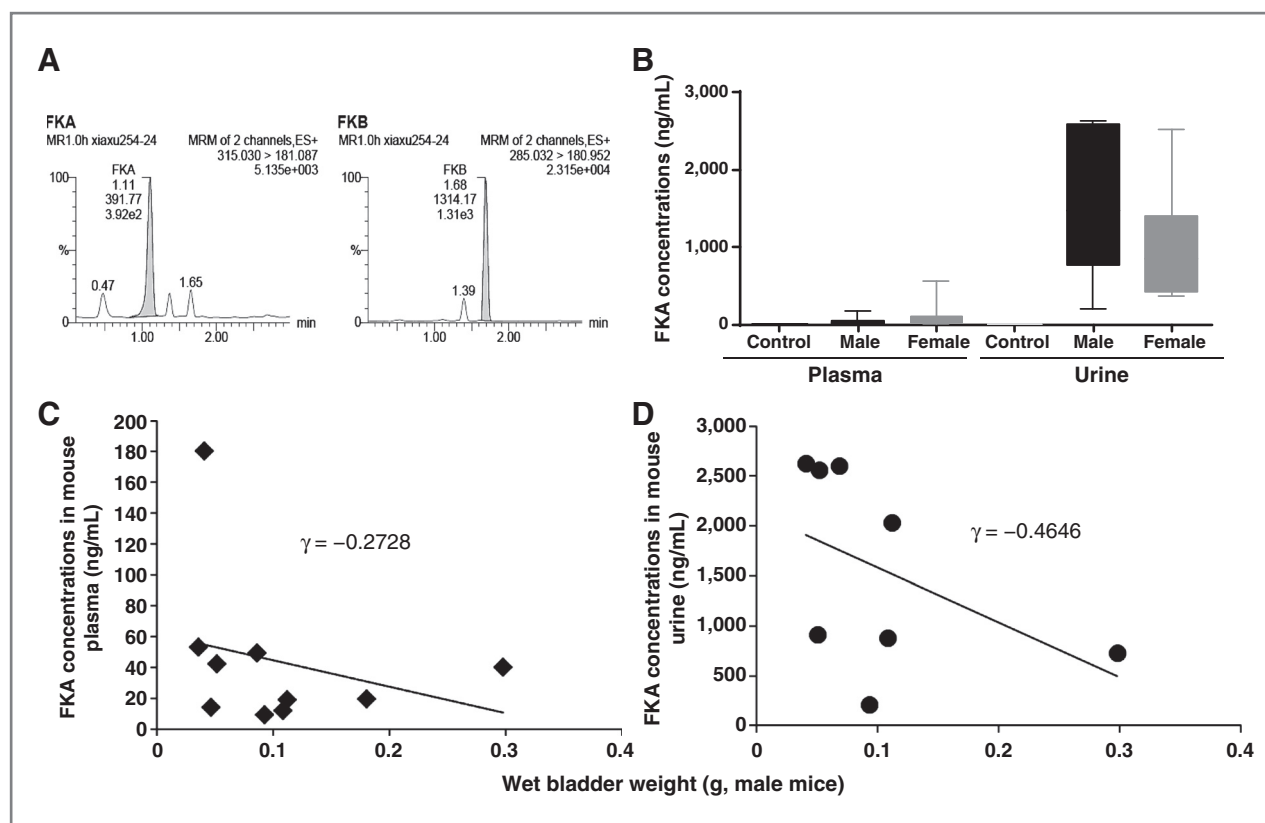 A
FKA
MR1.0h xiaxu254-24
MRM of 2 channels,ES+
315.030 > 181.087
5.135e+003
FKA
1.11
391.77
3.92e2
100
%
0
0.47
1.65
1.00
2.00
min
FKB
MR1.0h xiaxu254-24
MRM of 2 channels,ES+
285.032 > 180.952
2.315e+004
FKB
1.68
1314.17
1.31e3
100
%
0
1.39
1.00
2.00
min
B
FKA concentrations (ng/mL)
3,000
2,000
1,000
0
Control Male Female Control Male Female
Plasma Urine
C
FKA concentrations in mouse
plasma (ng/mL)
200
180
160
140
120
100
80
60
40
20
0
γ = −0.2728
0 0.1 0.2 0.3 0.4
D
FKA concentrations in mouse
urine (ng/mL)
3,000
2,500
2,000
1,500
1,000
500
0
γ = −0.4646
0 0.1 0.2 0.3 0.4
Wet bladder weight (g, male mice)